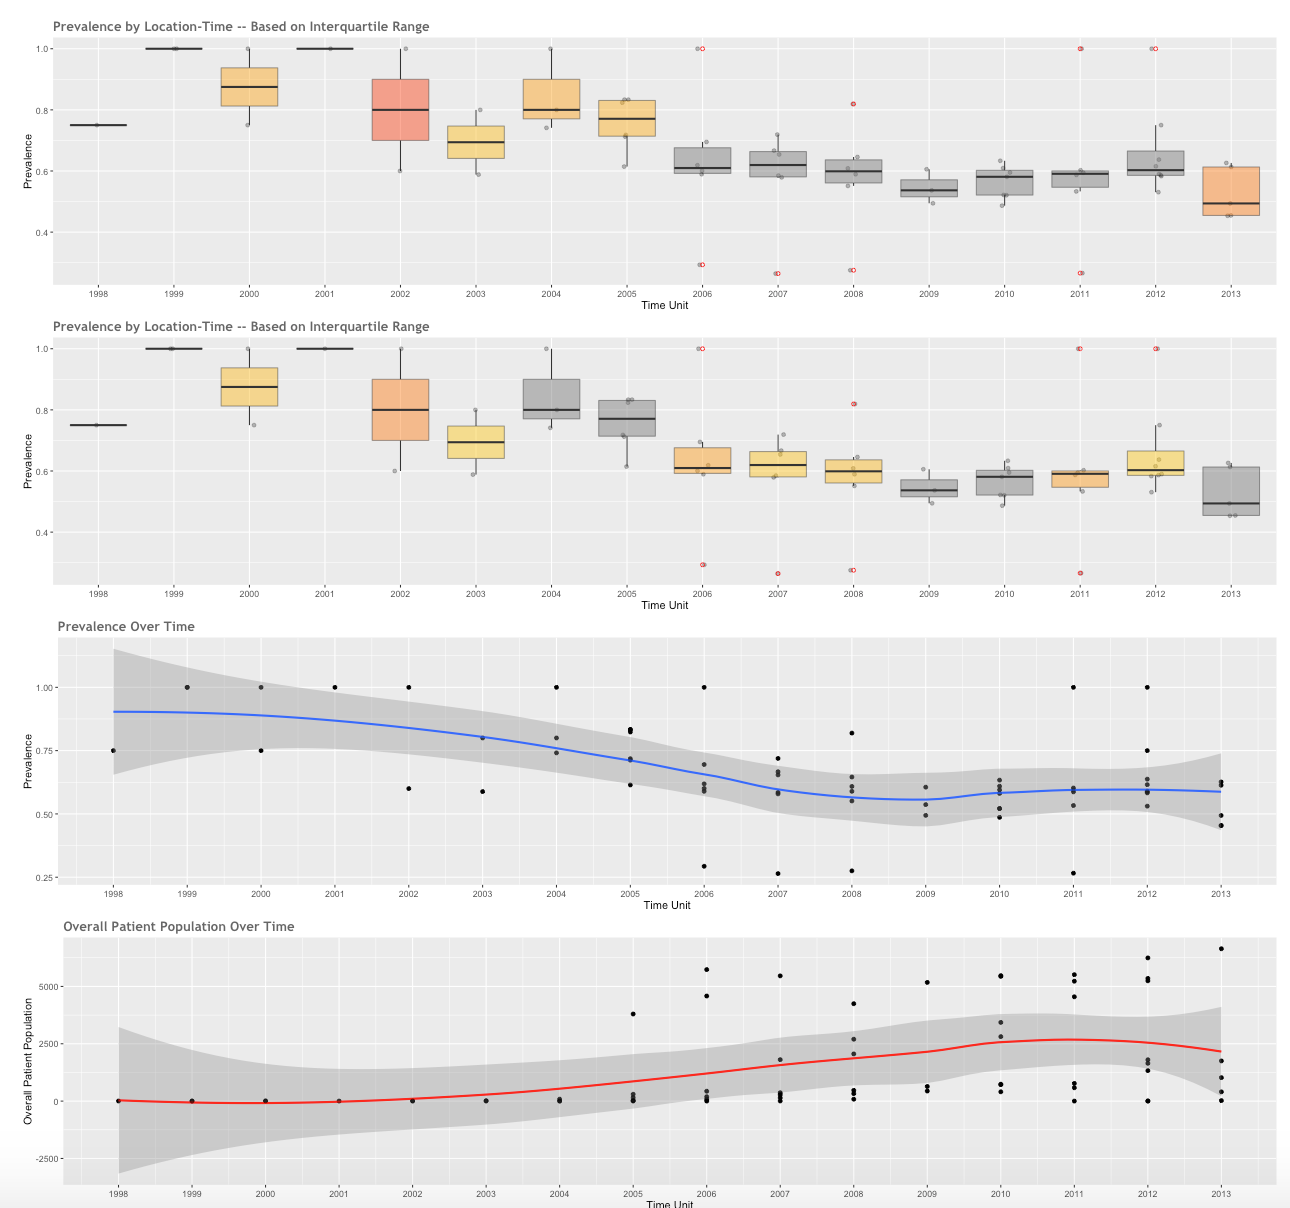 Prevalence by Location-Time -- Based on Interquartile Range
1.0
0.8
0.6
0.4
Prevalence
1998 1999 2000 2001 2002 2003 2004 2005 2006 2007 2008 2009 2010 2011 2012 2013
Time Unit
Prevalence by Location-Time -- Based on Interquartile Range
1.0
0.8
0.6
0.4
Prevalence
1998 1999 2000 2001 2002 2003 2004 2005 2006 2007 2008 2009 2010 2011 2012 2013
Time Unit
Prevalence Over Time
1.00
0.75
0.50
0.25
Prevalence
1998 1999 2000 2001 2002 2003 2004 2005 2006 2007 2008 2009 2010 2011 2012 2013
Time Unit
Overall Patient Population Over Time
5000
2500
0
-2500
Overall Patient Population
1998 1999 2000 2001 2002 2003 2004 2005 2006 2007 2008 2009 2010 2011 2012 2013
Time Unit